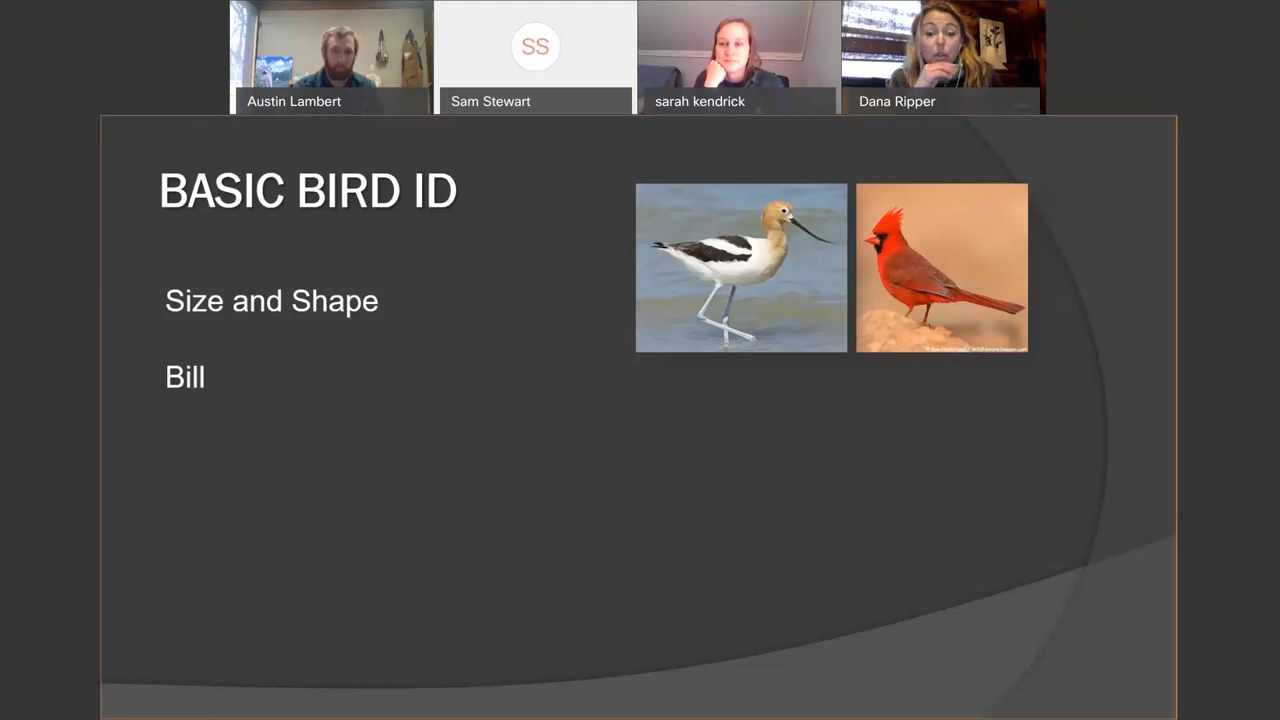 Austin Lambert
SS
Sam Stewart
sarah kendrick
Dana Ripper
BASIC BIRD ID
Size and Shape
Bill